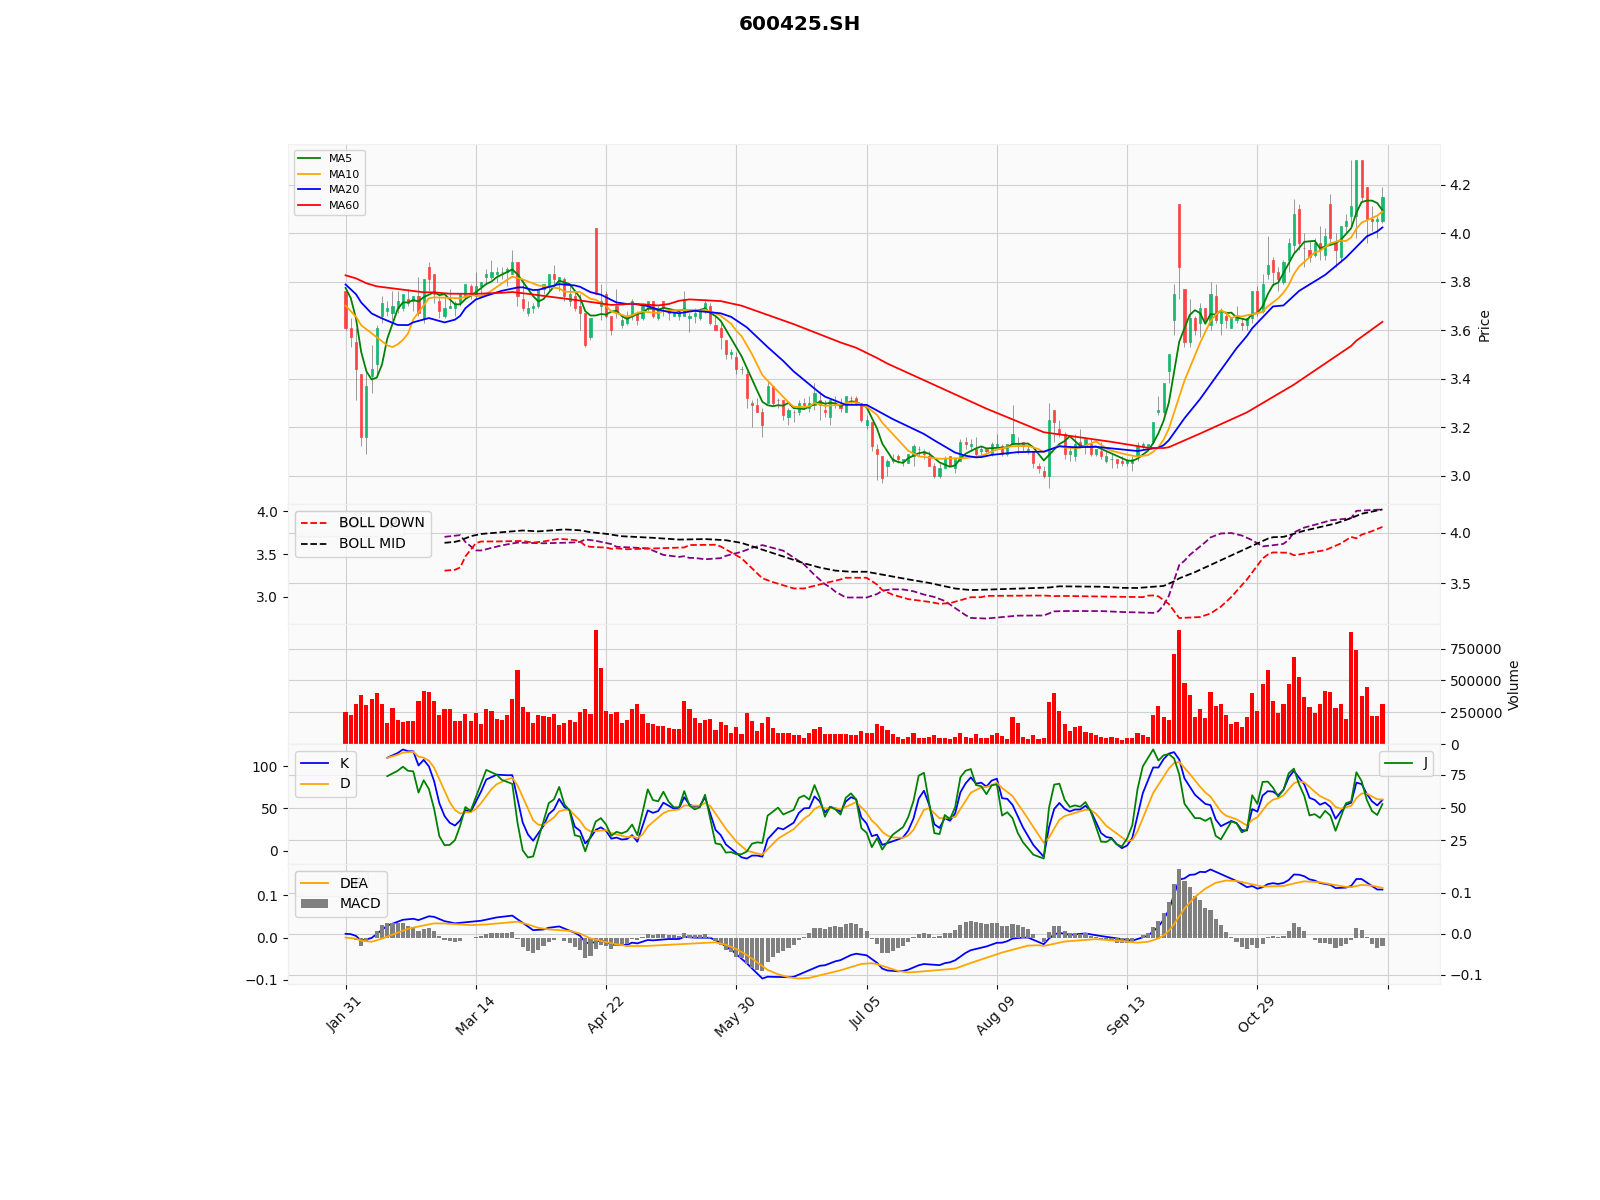 600425.SH
MA5
MA10
MA20
MA60
4.2
4.0
3.8
3.6
3.4
3.2
3.0
Price
4.0
3.5
3.0
BOLL DOWN
BOLL MID
4.0
3.5
750000
500000
250000
0
Volume
100
50
0
K
D
J
75
50
25
0.1
0.0
−0.1
DEA
MACD
0.1
0.0
−0.1
Jan 31
Mar 14
Apr 22
May 30
Jul 05
Aug 09
Sep 13
Oct 29